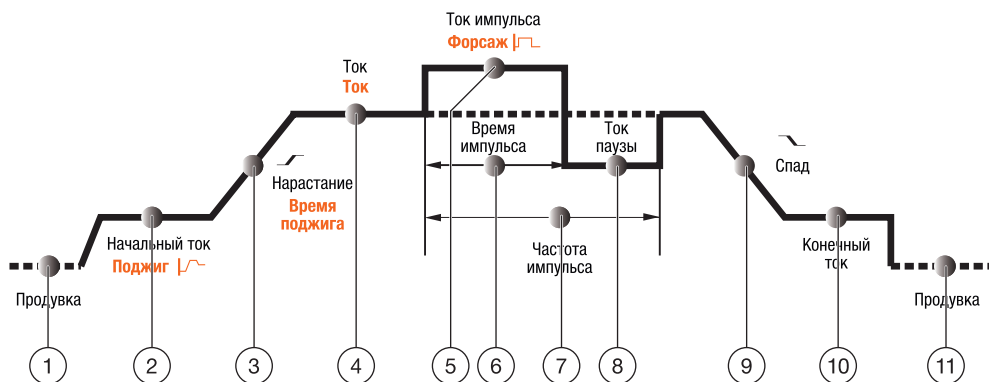 Ток импульса
Форсаж
Ток
Ток
Время
импульса
Ток
паузы
Спад
Нарастание
Время
поджига
Начальный ток
Поджиг
Частота
импульса
Конечный
ток
Продувка
Продувка
1
2
3
4
5
6
7
8
9
10
11